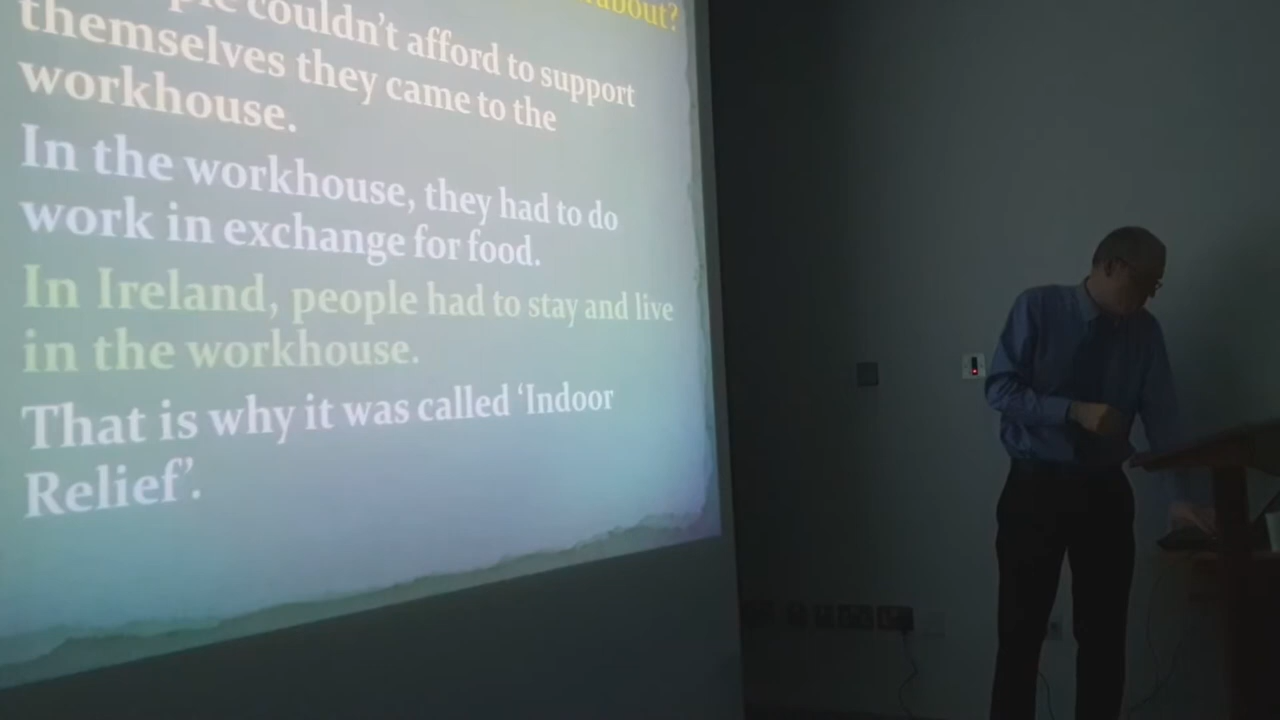 about?
couldn't afford to support
themselves they came to the
workhouse.
In the workhouse, they had to do
work in exchange for food.
In Ireland, people had to stay and live
in the workhouse.
That is why it was called ‘Indoor
Relief’.